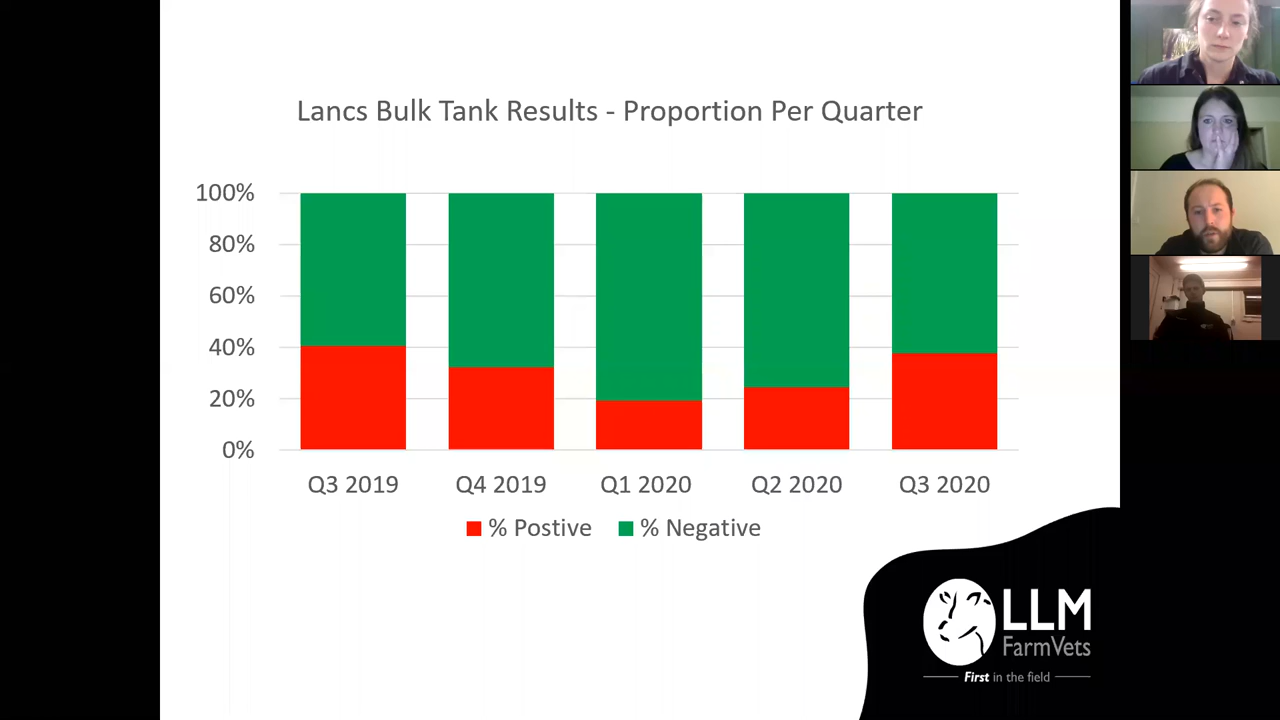 Lancs Bulk Tank Results - Proportion Per Quarter
100%
80%
60%
40%
20%
0%
Q3 2019 Q4 2019 Q1 2020 Q2 2020 Q3 2020
% Postive % Negative
LLM
FarmVets
First in the field